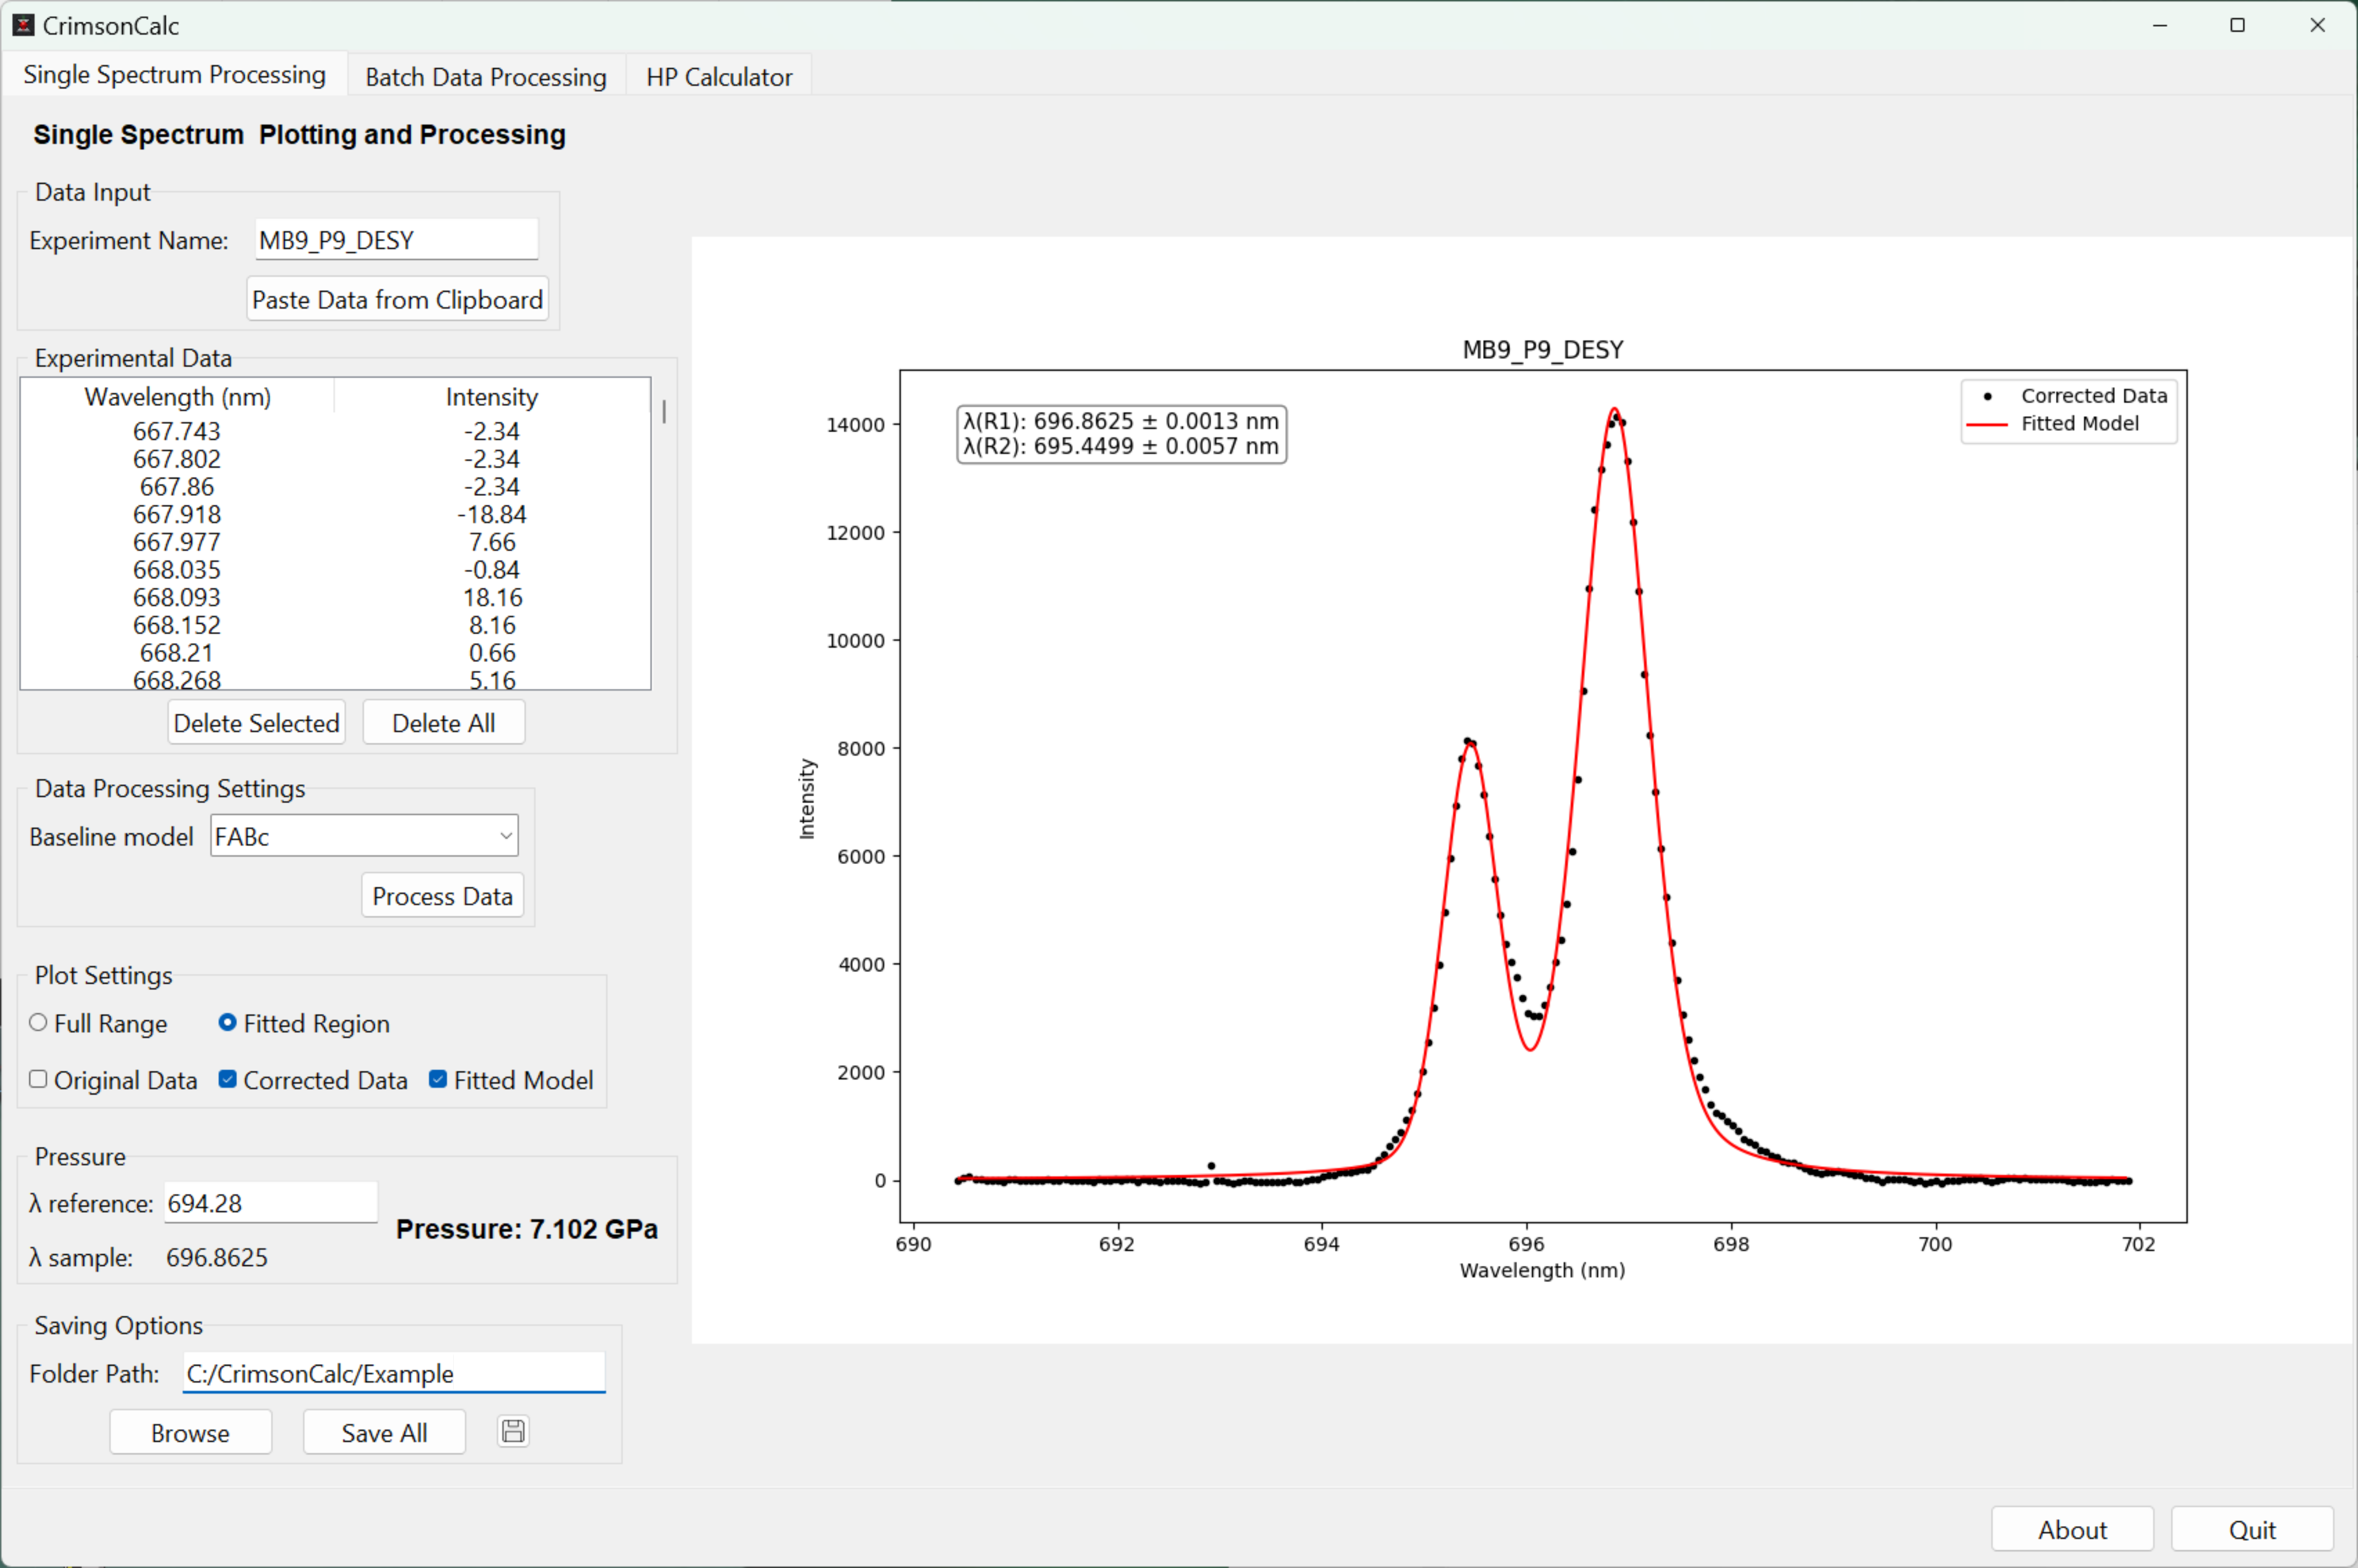 CrimsonCalc
Single Spectrum Processing
Batch Data Processing
HP Calculator
Single Spectrum  Plotting and Processing
Data Input
Experiment Name: MB9_P9_DESY
Paste Data from Clipboard
Experimental Data
Wavelength (nm) Intensity
667.743 -2.34
667.802 -2.34
667.86 -2.34
667.918 -18.84
667.977 7.66
668.035 -0.84
668.093 18.16
668.152 8.16
668.21 0.66
668.268 5.16
Delete Selected Delete All
Data Processing Settings
Baseline model FABc
Process Data
Plot Settings
Full Range Fitted Region
Original Data Corrected Data Fitted Model
Pressure
λ reference: 694.28
Pressure: 7.102 GPa
λ sample: 696.8625
Saving Options
Folder Path: C:/CrimsonCalc/Example
Browse Save All
MB9_P9_DESY
λ(R1): 696.8625 ± 0.0013 nm
λ(R2): 695.4499 ± 0.0057 nm
Corrected Data
Fitted Model
14000
12000
10000
8000
6000
4000
2000
0
Intensity
690 692 694 696 698 700 702
Wavelength (nm)
About Quit